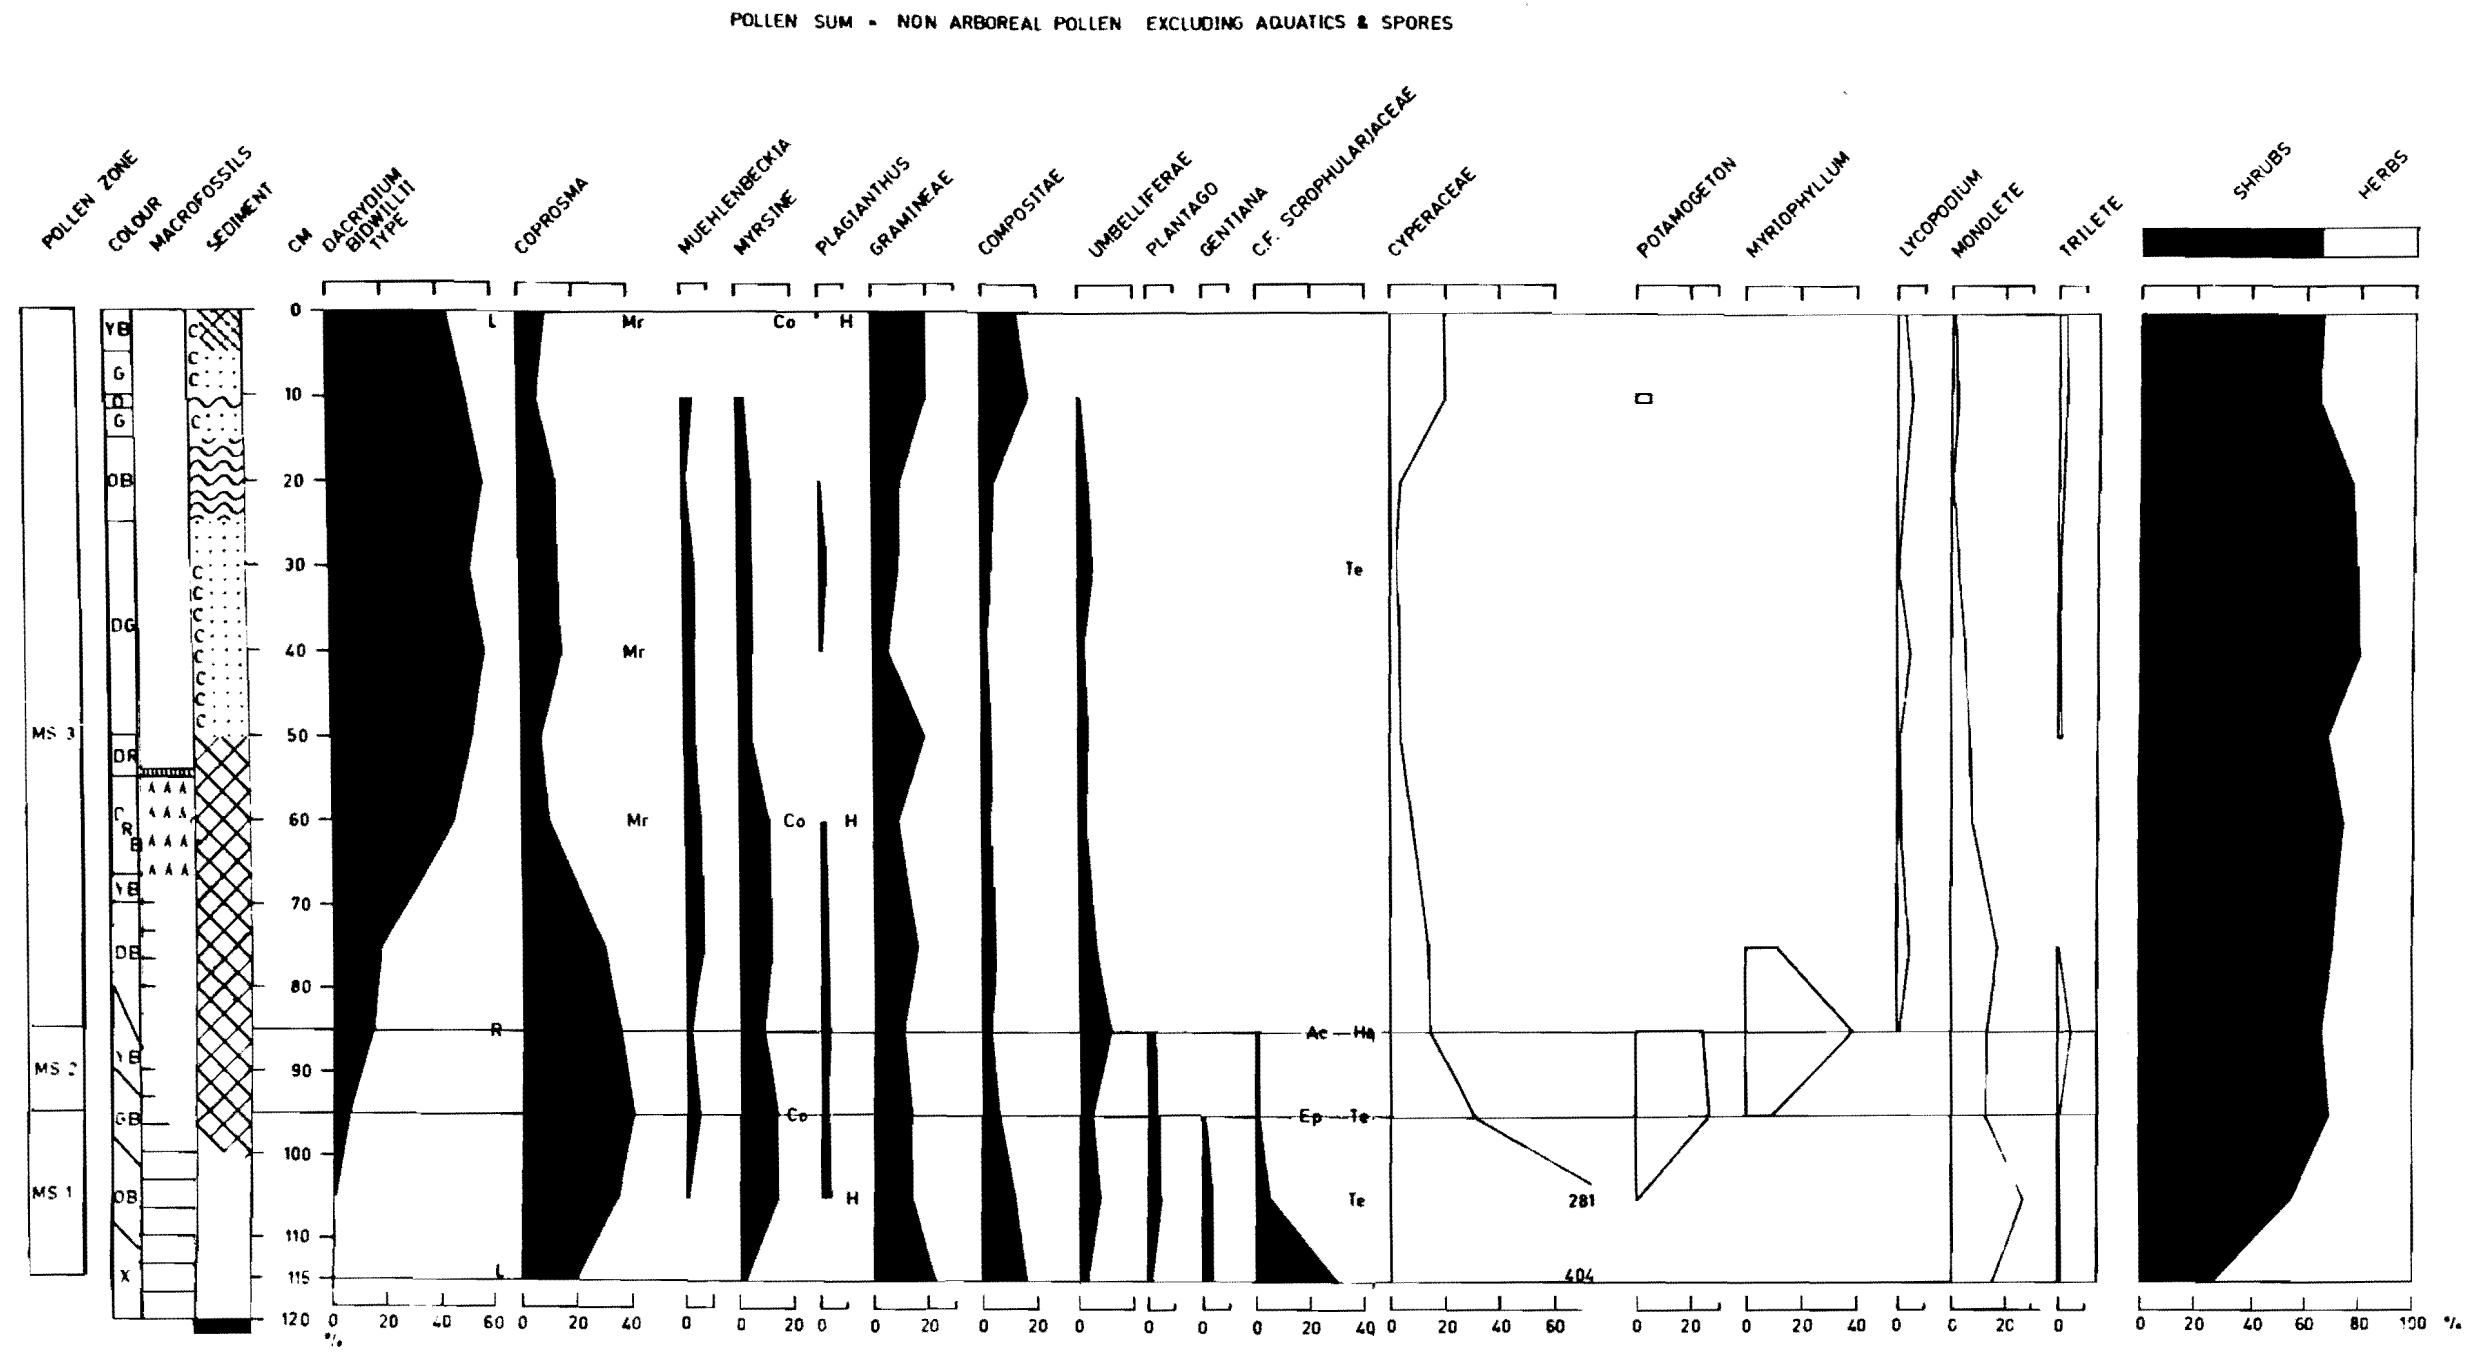 POLLEN SUM - NON ARBOREAL POLLEN EXCLUDING AQUATICS & SPORES
POLLEN ZONE
COLOUR
MACROFOSSILS
SEDIMENT
CM
DACRYDIUM
BIDWILLII
TYPE
COPROSMA
MUEHLENBECKIA
MYRSINE
PLAGIANTHUS
GRAMINEAE
COMPOSITAE
UMBELLIFERAE
PLANTAGO
GENTIANA
C.F. SCROPHULARIACEAE
CYPERACEAE
POTAMOGETON
MYRIOPHYLLUM
LYCOPODIUM
MONOLETE
TRILETE
SHRUBS
HERBS
0 L Mr Co H
YB C
C
G C
10
G C
OB 20
C 30 Te
C
C
DG C
C 40 Mr
C
C
C
MS 3 50
DR
A A A
A A A 60 Mr Co H
A A A
A A A
YB
70
DB
80
R Ac Ha
YB
MS 2 90
GB Co Ep Te
100
MS 1 OB H Te 281
110
X 115 L 404
120 0 20 40 60 0 20 40 0 0 20 0 0 20 0 0 0 0 0 20 40 0 20 40 60 0 20 0 20 40 0 0 20 0 0 20 40 60 80 100 %
%